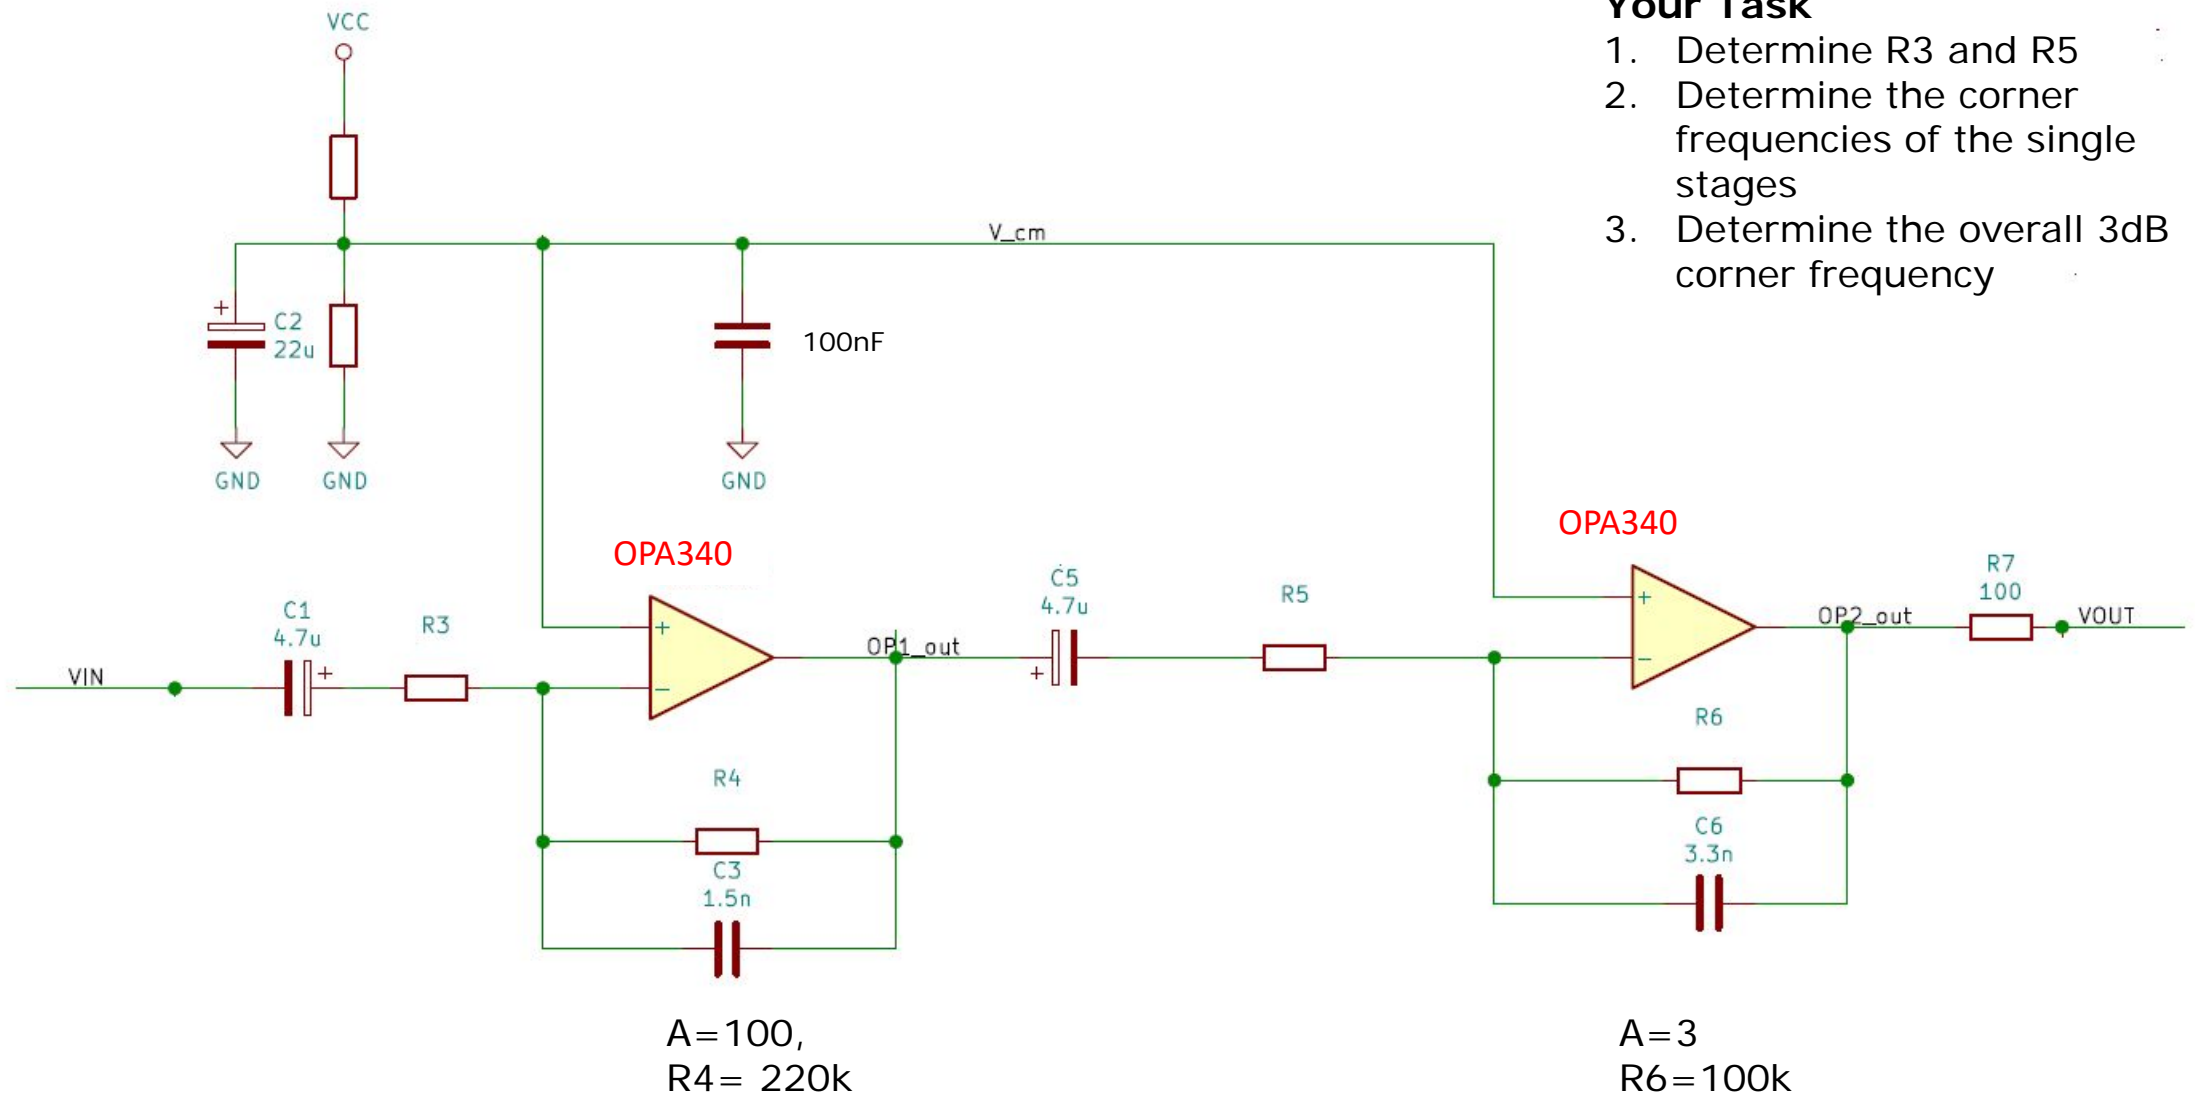 Your Task
1. Determine R3 and R5
2. Determine the corner
frequencies of the single
stages
3. Determine the overall 3dB
corner frequency
VCC
V_cm
+
C2
22u
100nF
GND
GND
GND
OPA340
OPA340
C1
4.7u
R3
+
VIN
+
-
OP1_out
C5
4.7u
+
R5
+
-
OP2_out
R7
100
VOUT
R4
C3
1.5n
R6
C6
3.3n
A=100,
R4= 220k
A=3
R6=100k